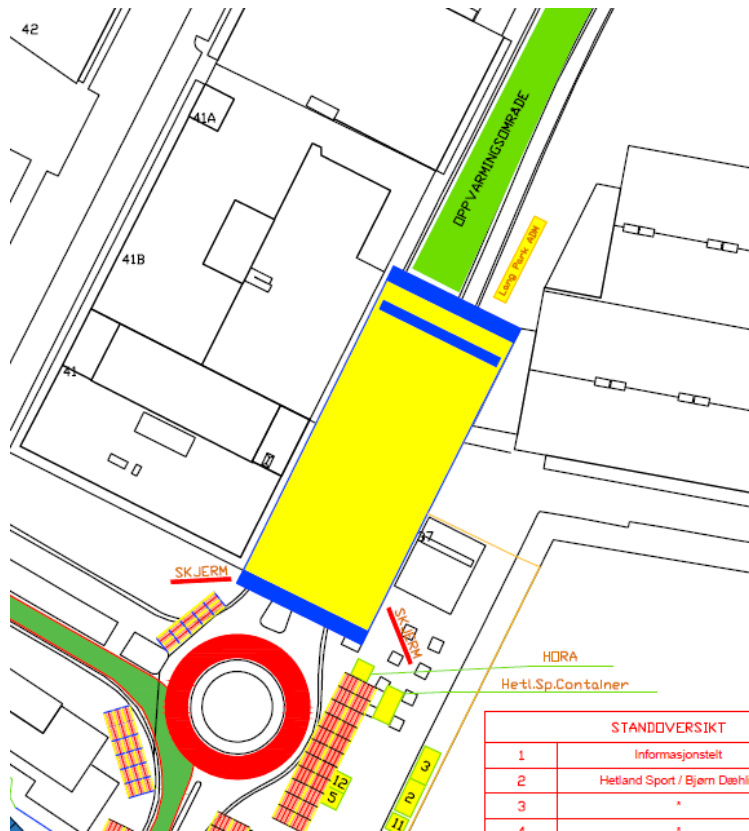 42
41A
OPPVARMINGSOMRÅDE
Lang Park ADM
41B
41
37
SKJERM
SKJERM
HORA
Hetl.Sp.Container
3
12
5
2
11
STANDOVERSIKT
1 Informasjonstelt
2 Hetland Sport / Bjørn Dæhli
3 "
4 "